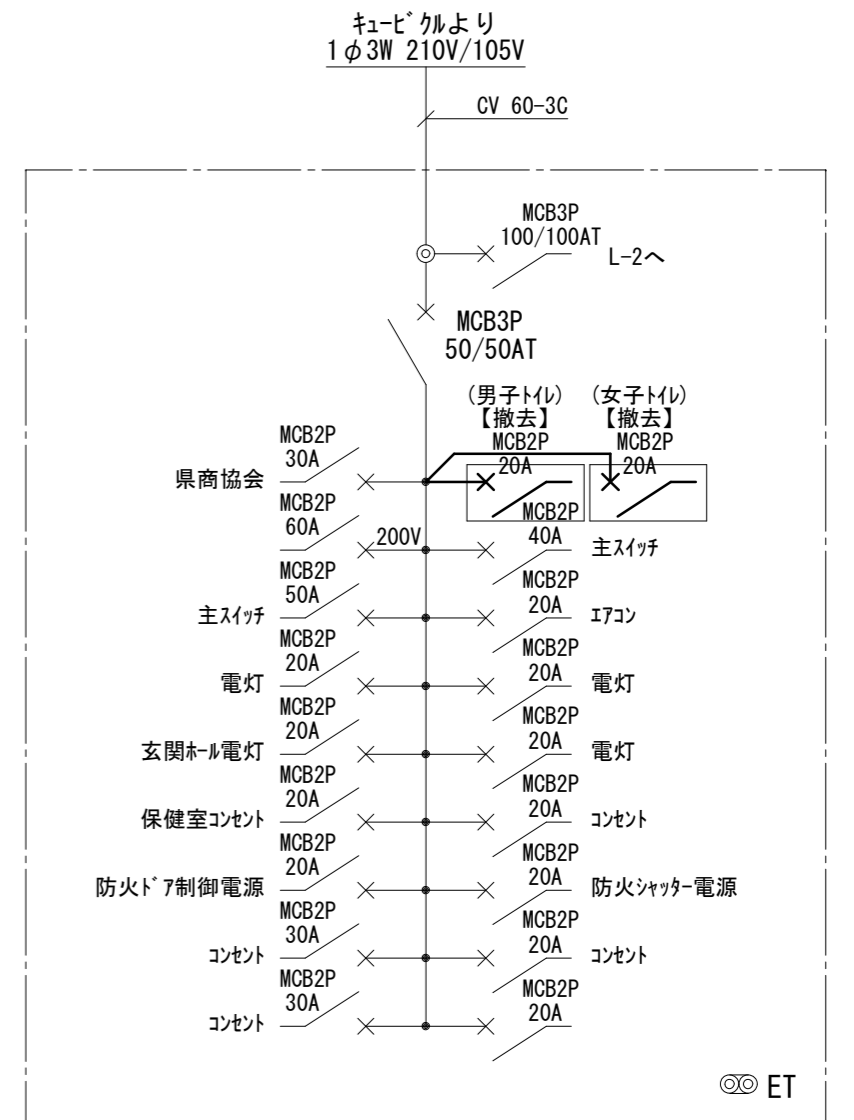 キュービクルより
1φ3W 210V/105V
CV 60-3C
MCB3P
100/100AT
L-2へ
MCB3P
50/50AT
(男子トイレ)
【撤去】
MCB2P
20A
(女子トイレ)
【撤去】
MCB2P
20A
MCB2P
30A
県商協会
MCB2P
60A
200V
MCB2P
40A
主スイッチ
MCB2P
50A
主スイッチ
MCB2P
20A
エアコン
MCB2P
20A
電灯
MCB2P
20A
電灯
MCB2P
20A
玄関ホール電灯
MCB2P
20A
電灯
MCB2P
20A
保健室コンセント
MCB2P
20A
コンセント
MCB2P
20A
防火ドア制御電源
MCB2P
20A
防火シャッター電源
MCB2P
30A
コンセント
MCB2P
20A
コンセント
MCB2P
30A
コンセント
MCB2P
20A
ET